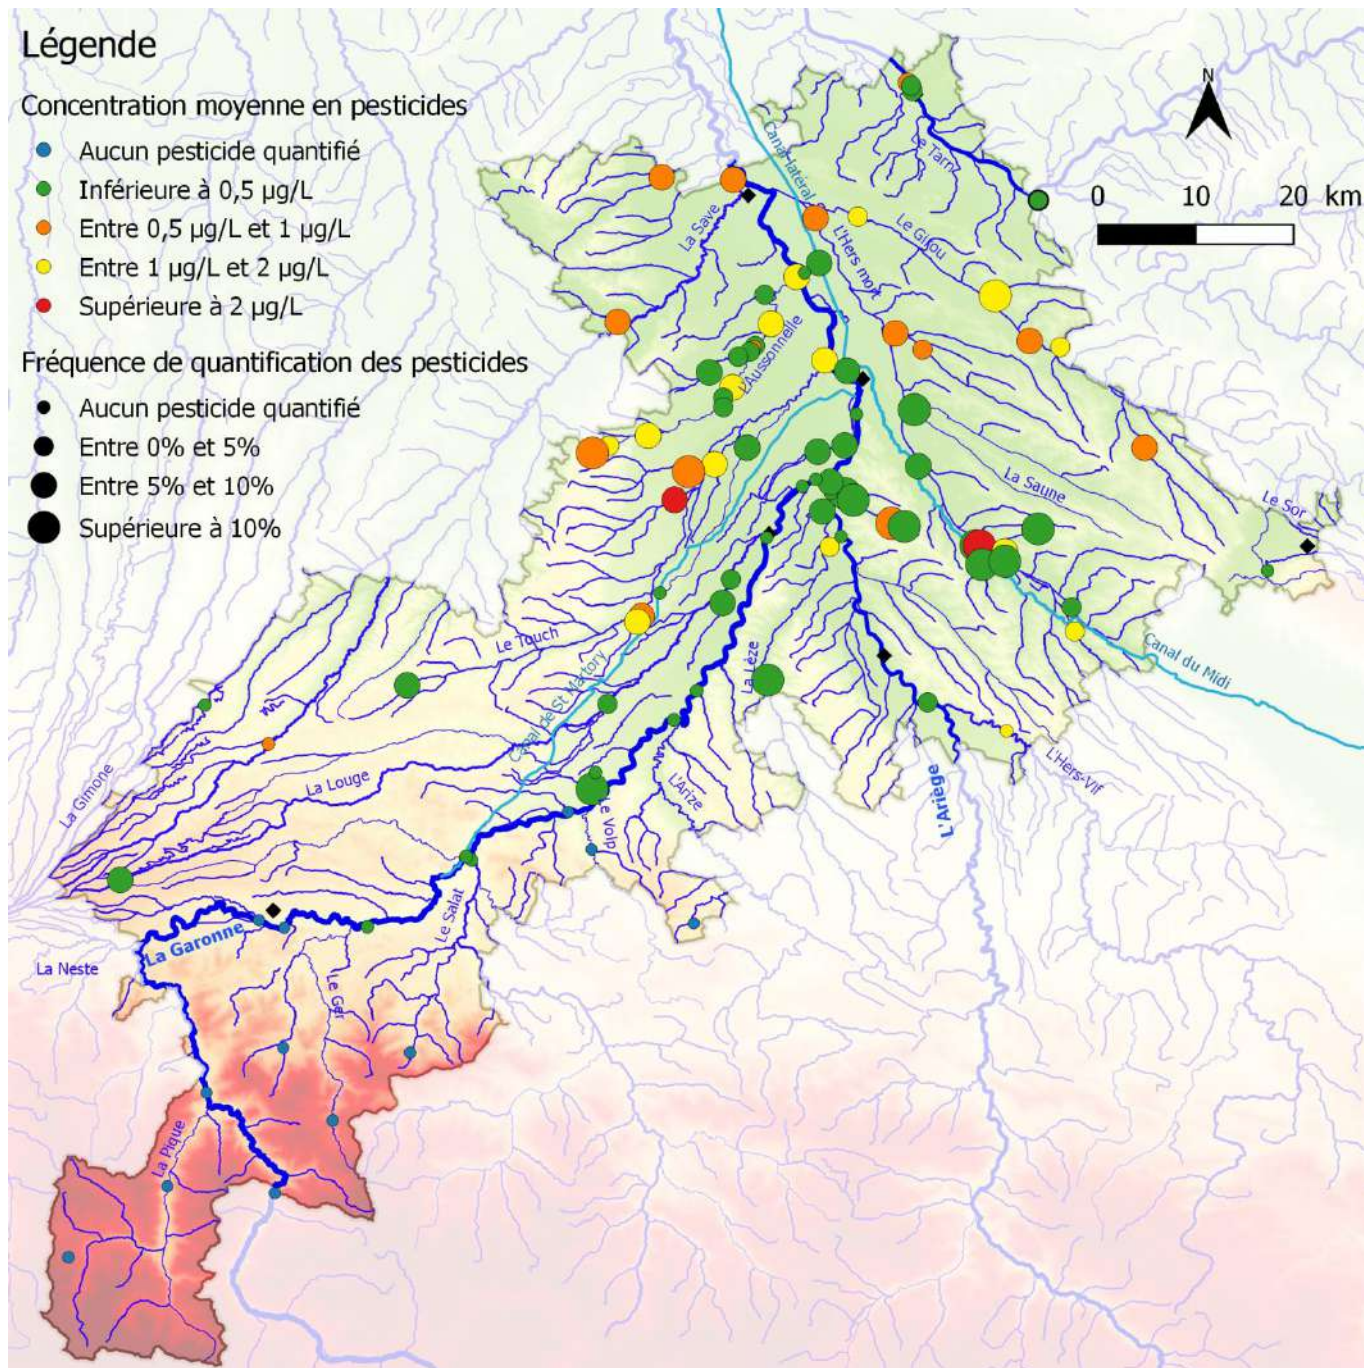 Légende
Concentration moyenne en pesticides
Aucun pesticide quantifié
Inférieure à 0,5 µg/L
Entre 0,5 µg/L et 1 µg/L
Entre 1 µg/L et 2 µg/L
Supérieure à 2 µg/L
Fréquence de quantification des pesticides
Aucun pesticide quantifié
Entre 0% et 5%
Entre 5% et 10%
Supérieure à 10%
N
0 10 20 km
Canal latéral
Le Tarn
La Save
Le Girou
L'Hers mort
L'Aussonnelle
La Saune
Le Sor
Le Touch
Canal de St-Martory
La Lèze
Canal du Midi
La Gimone
La Louge
L'Arize
Le Volp
L'Ariège
L'Hers-Vif
Le Salat
La Garonne
La Neste
Le Ger
La Pique